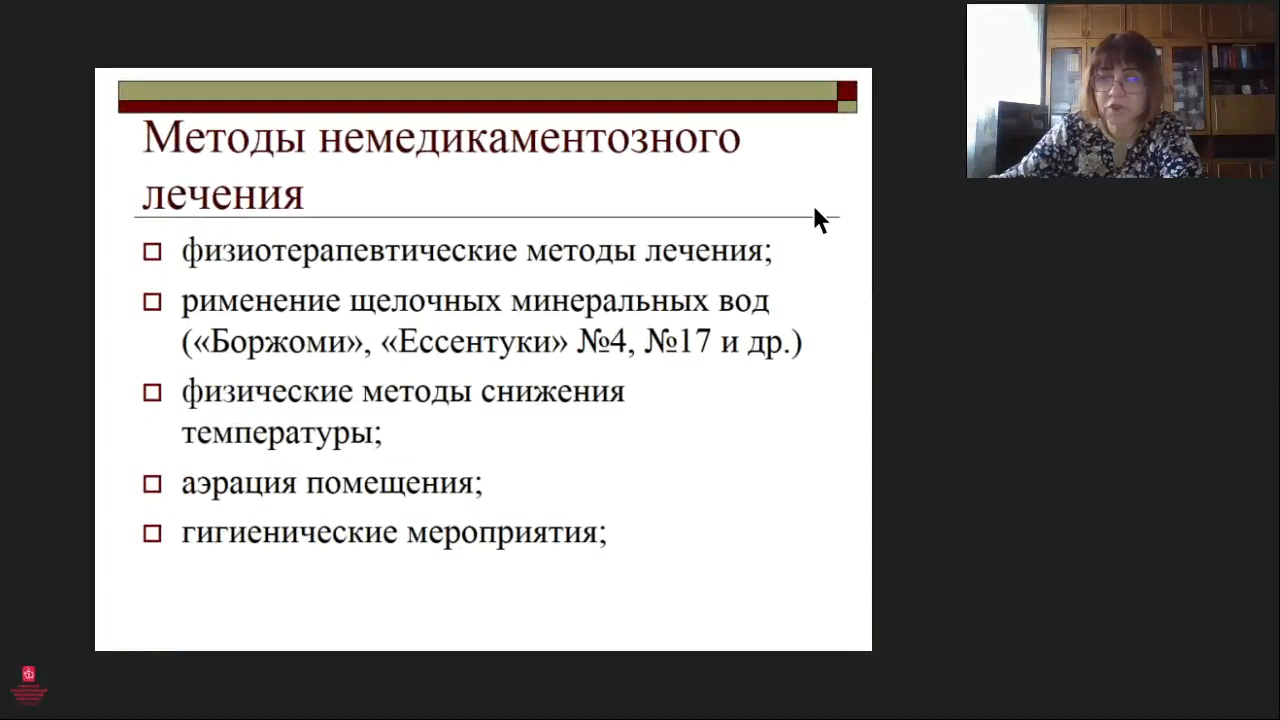 Методы немедикаментозного
лечения
физиотерапевтические методы лечения;
рименение щелочных минеральных вод
(«Боржоми», «Ессентуки» №4, №17 и др.)
физические методы снижения
температуры;
аэрация помещения;
гигиенические мероприятия;